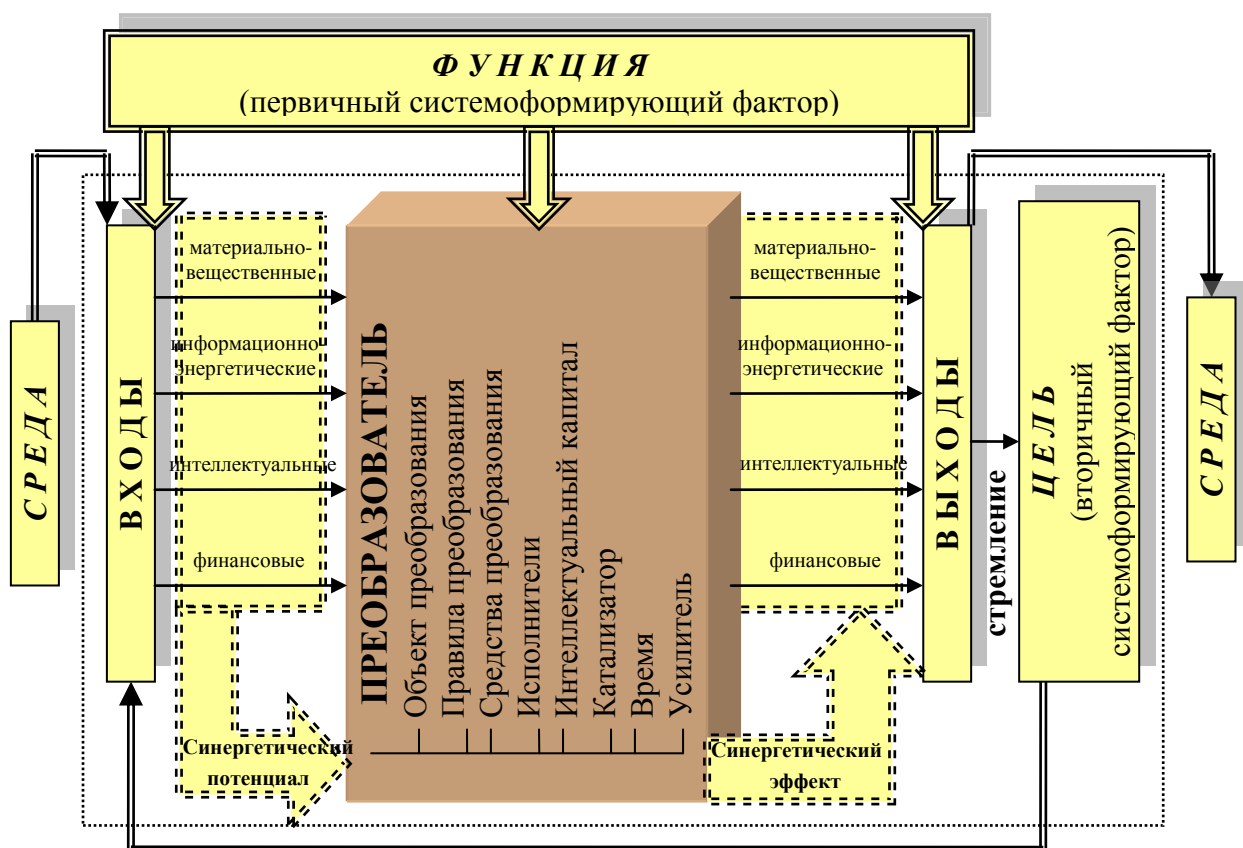 Ф У Н К Ц И Я
(первичный системоформирующий фактор)
С Р Е Д А
В Х О Д Ы
материально-
вещественные
информационно-
энергетические
интеллектуальные
финансовые
Синергетический
потенциал
ПРЕОБРАЗОВАТЕЛЬ
Объект преобразования
Правила преобразования
Средства преобразования
Исполнители
Интеллектуальный капитал
Катализатор
Время
Усилитель
материально-
вещественные
информационно-
энергетические
интеллектуальные
финансовые
Синергетический
эффект
В Ы Х О Д Ы
стремление
Ц Е Л Ь
(вторичный
системоформирующий фактор)
С Р Е Д А